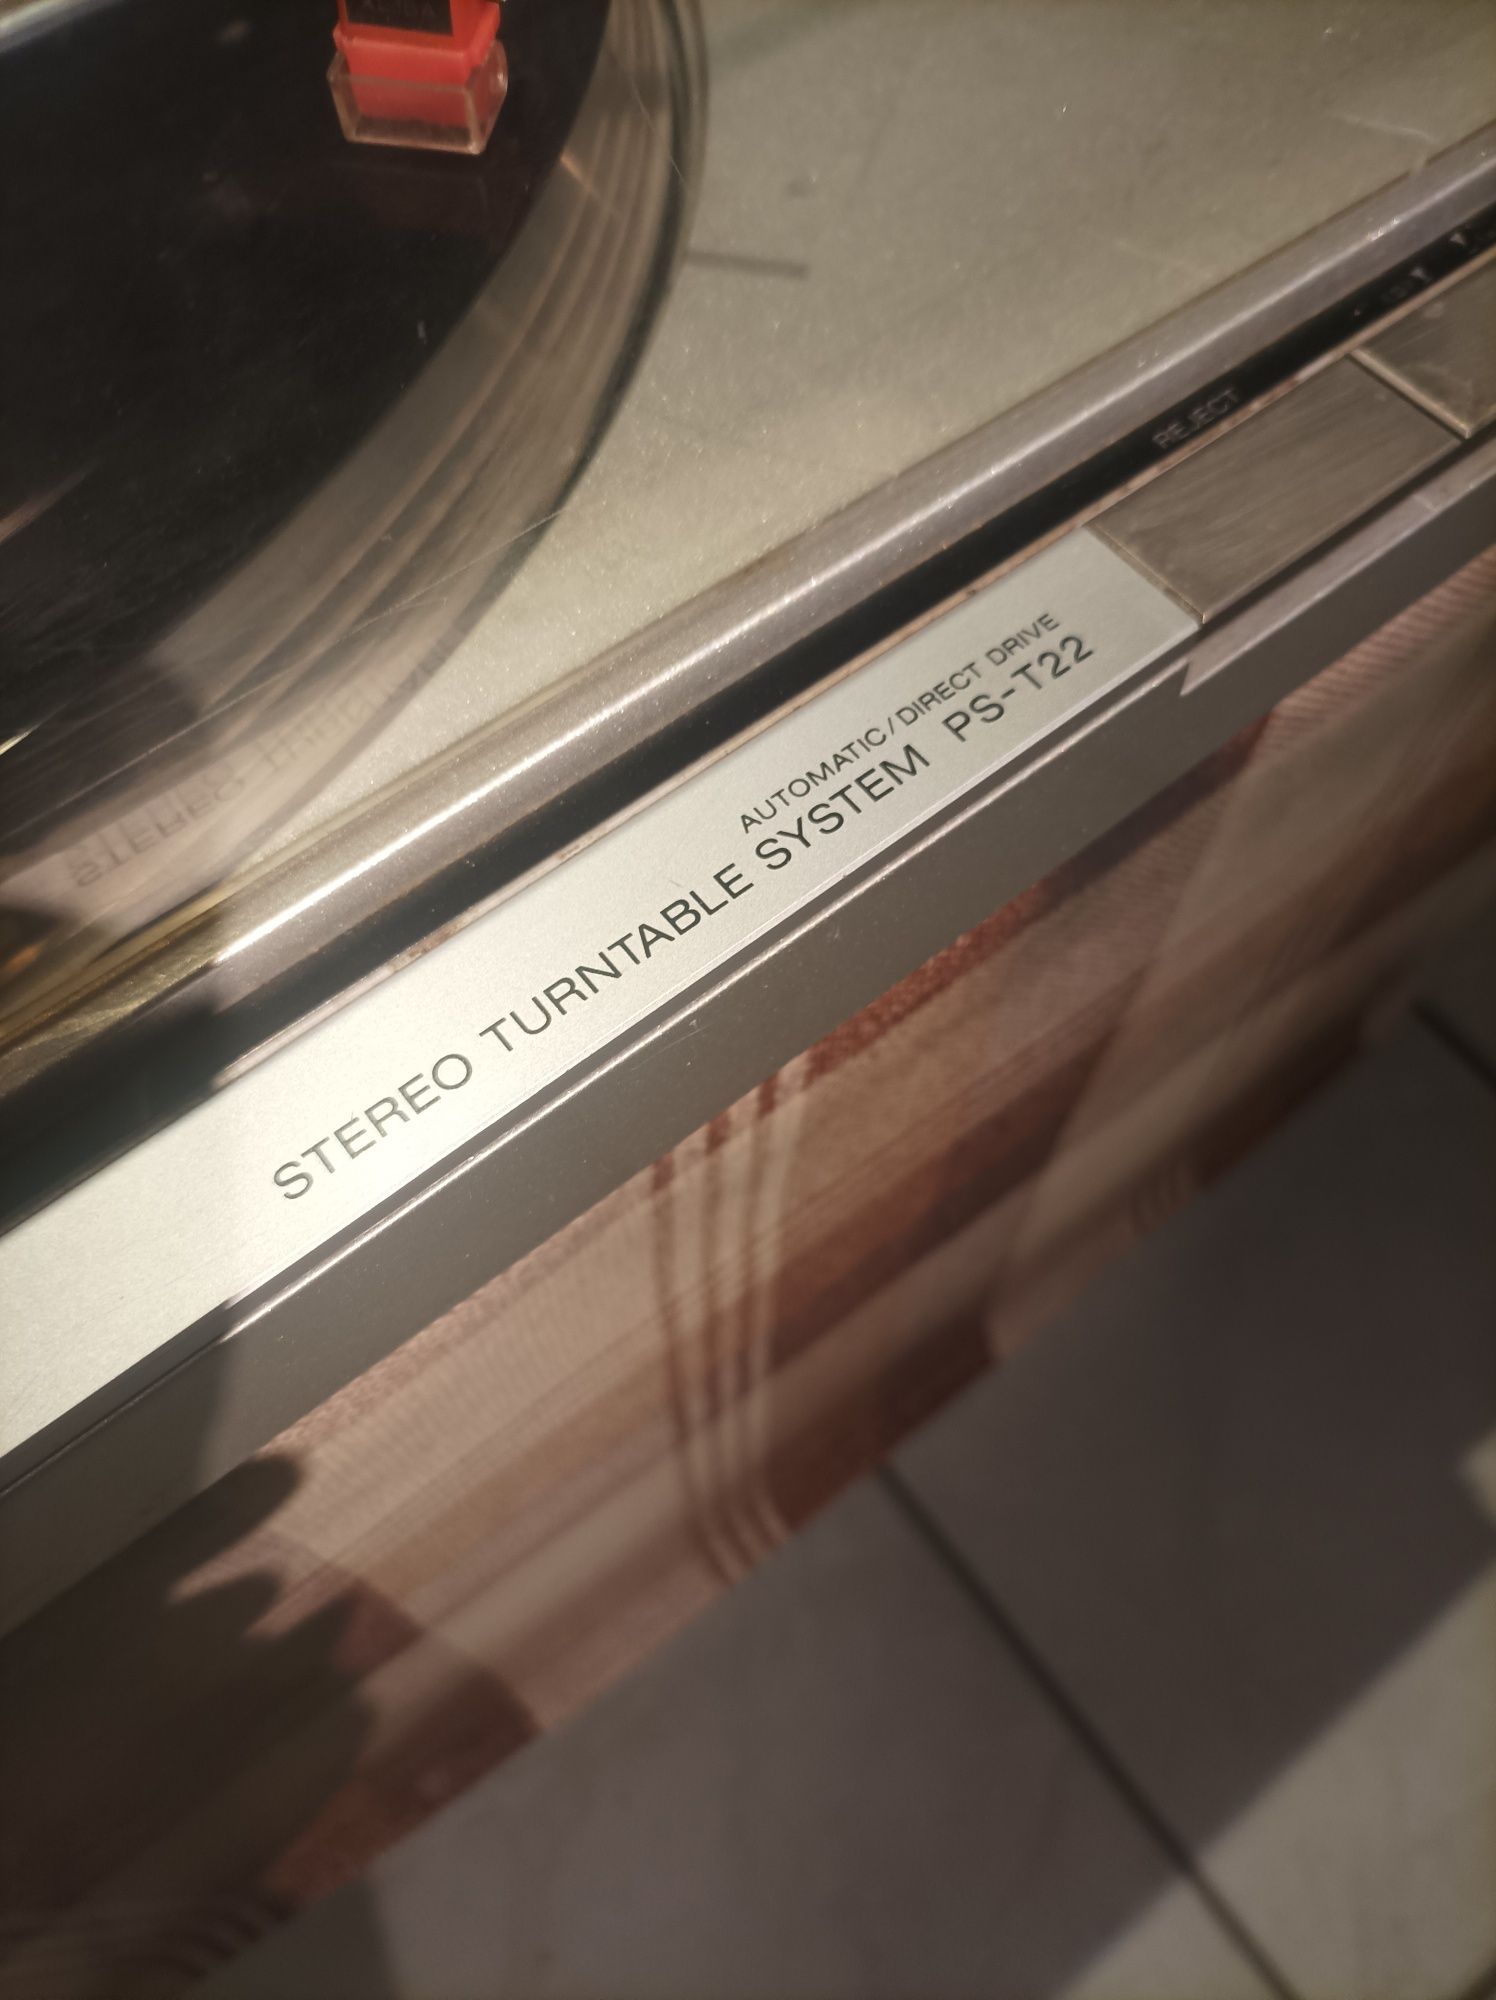 REJECT
AUTOMATIC/DIRECT DRIVE
STEREO TURNTABLE SYSTEM PS-T22